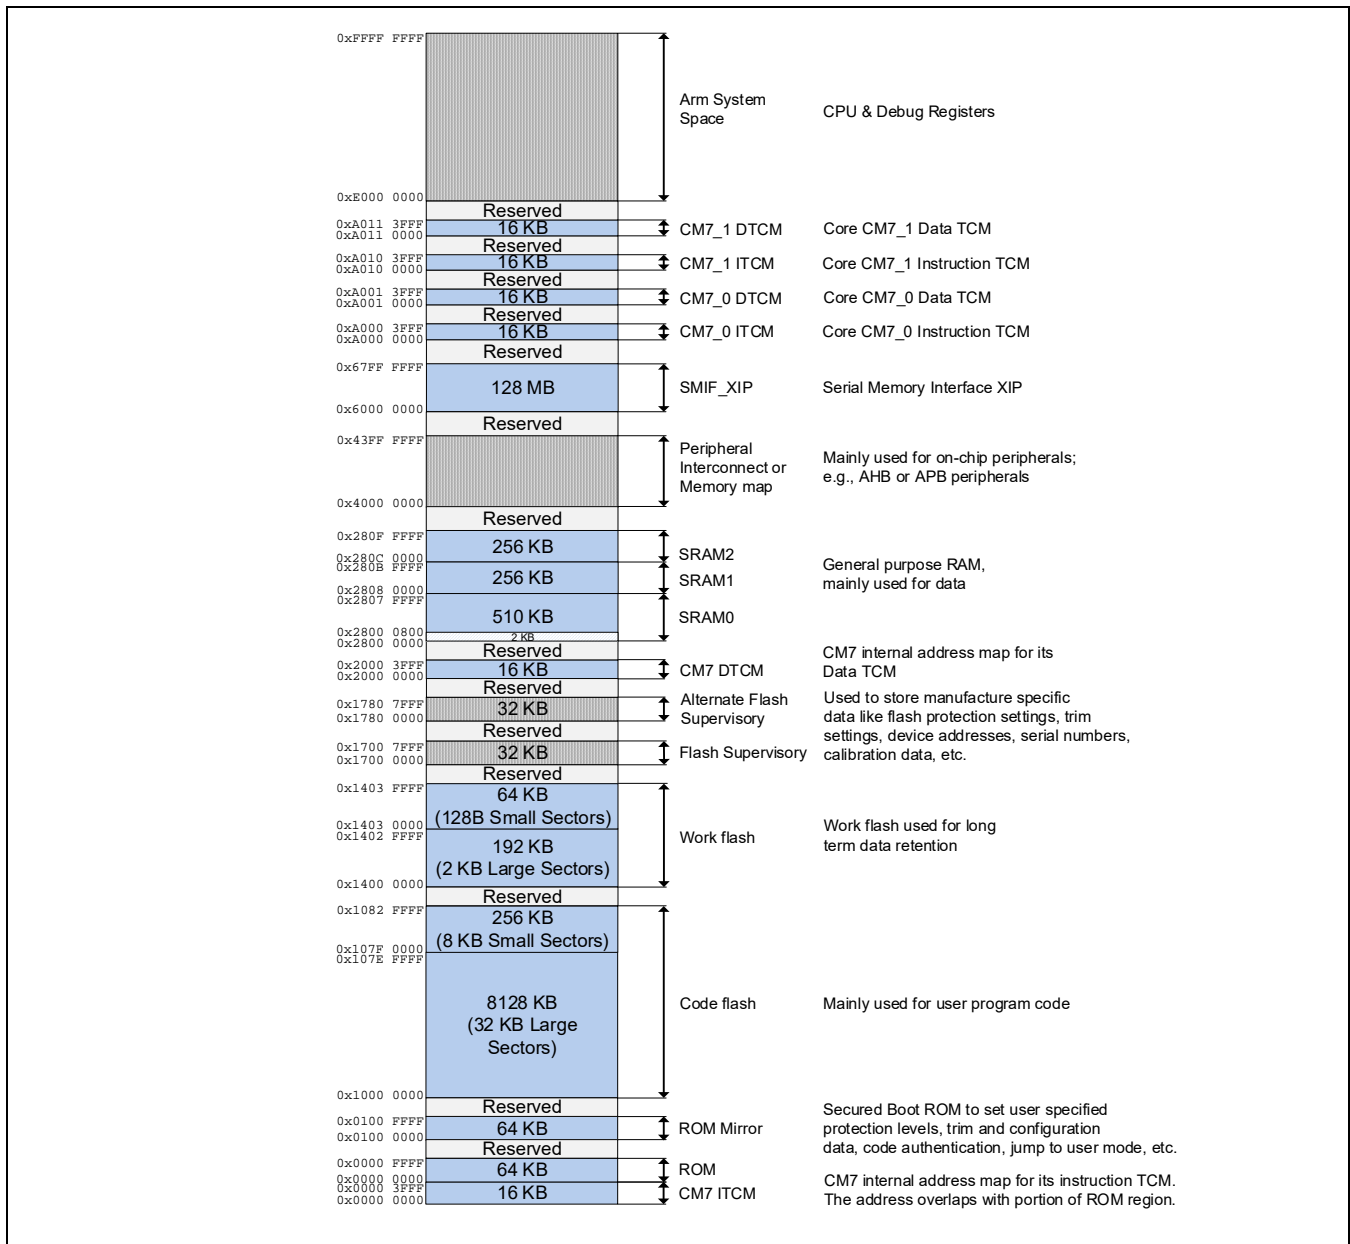 0xFFFF FFFF
Arm System
Space
CPU & Debug Registers
0xE000 0000
Reserved
0xA011 3FFF
16 KB
CM7_1 DTCM
Core CM7_1 Data TCM
0xA011 0000
Reserved
0xA010 3FFF
16 KB
CM7_1 ITCM
Core CM7_1 Instruction TCM
0xA010 0000
Reserved
0xA001 3FFF
16 KB
CM7_0 DTCM
Core CM7_0 Data TCM
0xA001 0000
Reserved
0xA000 3FFF
16 KB
CM7_0 ITCM
Core CM7_0 Instruction TCM
0xA000 0000
Reserved
0x67FF FFFF
128 MB
SMIF_XIP
Serial Memory Interface XIP
0x6000 0000
Reserved
0x43FF FFFF
Peripheral
Interconnect or
Memory map
Mainly used for on-chip peripherals;
e.g., AHB or APB peripherals
0x4000 0000
Reserved
0x280F FFFF
256 KB
SRAM2
0x280C 0000
0x280B FFFF
256 KB
SRAM1
General purpose RAM,
mainly used for data
0x2808 0000
0x2807 FFFF
510 KB
SRAM0
0x2800 0800
2 KB
0x2800 0000
Reserved
0x2000 3FFF
16 KB
CM7 DTCM
CM7 internal address map for its
Data TCM
0x2000 0000
Reserved
0x1780 7FFF
32 KB
Alternate Flash
Supervisory
0x1780 0000
Reserved
Used to store manufacture specific
data like flash protection settings, trim
settings, device addresses, serial numbers,
calibration data, etc.
0x1700 7FFF
32 KB
Flash Supervisory
0x1700 0000
Reserved
0x1403 FFFF
64 KB
(128B Small Sectors)
0x1403 0000
0x1402 FFFF
192 KB
(2 KB Large Sectors)
Work flash
Work flash used for long
term data retention
0x1400 0000
Reserved
0x1082 FFFF
256 KB
(8 KB Small Sectors)
0x107F 0000
0x107E FFFF
8128 KB
(32 KB Large
Sectors)
Code flash
Mainly used for user program code
0x1000 0000
Reserved
0x0100 FFFF
64 KB
ROM Mirror
0x0100 0000
Reserved
Secured Boot ROM to set user specified
protection levels, trim and configuration
data, code authentication, jump to user mode, etc.
0x0000 FFFF
64 KB
ROM
0x0000 0000
0x0000 3FFF
16 KB
CM7 ITCM
0x0000 0000
CM7 internal address map for its instruction TCM.
The address overlaps with portion of ROM region.